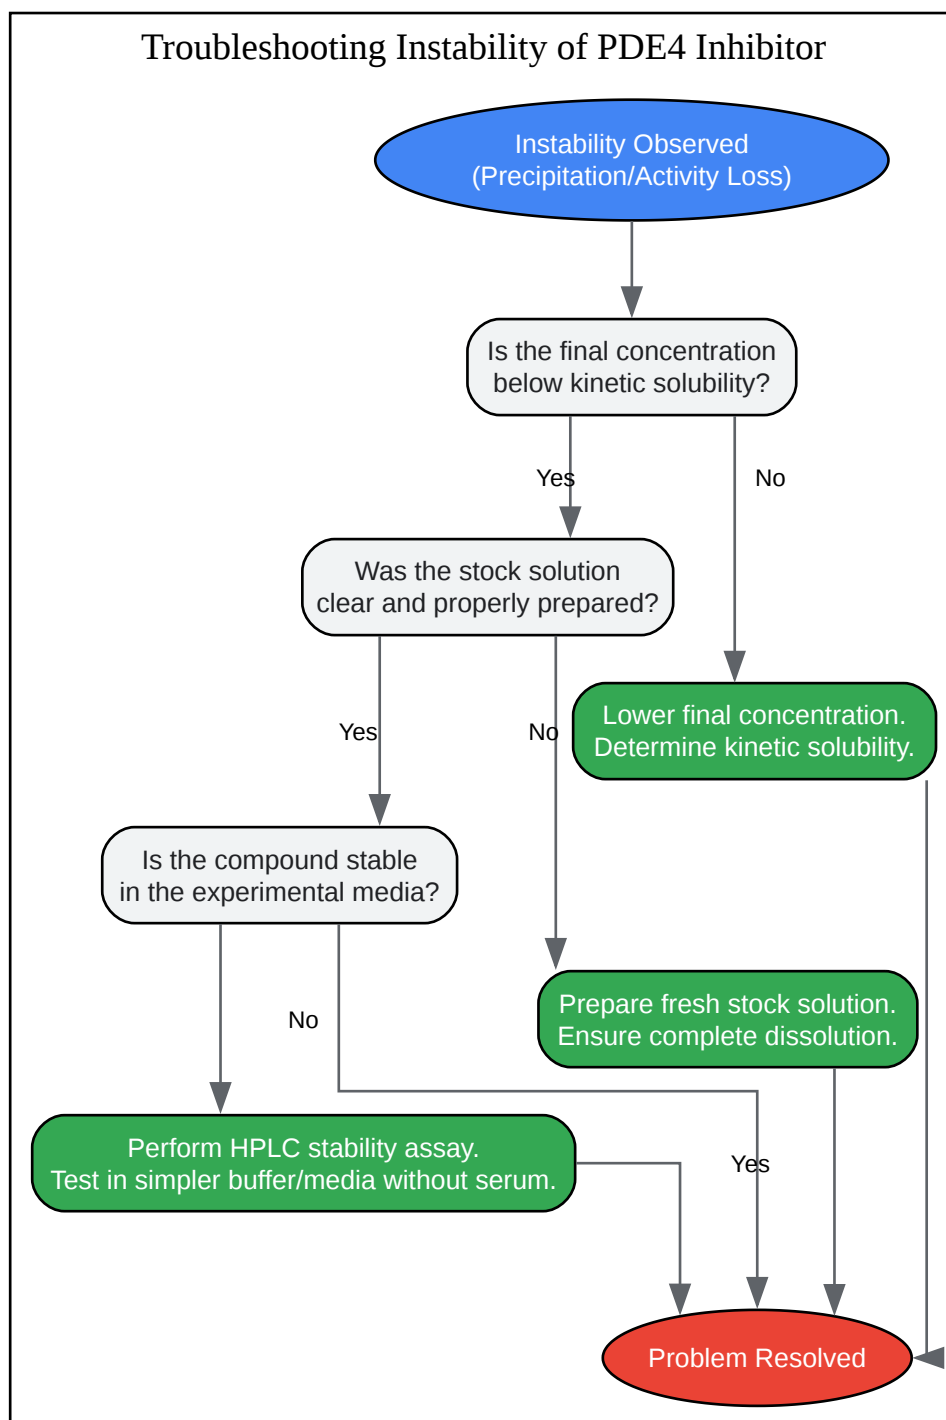 Troubleshooting Instability of PDE4 Inhibitor
Instability Observed
(Precipitation/Activity Loss)
Is the final concentration
below kinetic solubility?
Yes
No
Was the stock solution
clear and properly prepared?
Lower final concentration.
Determine kinetic solubility.
Yes
No
Is the compound stable
in the experimental media?
Prepare fresh stock solution.
Ensure complete dissolution.
No
Perform HPLC stability assay.
Test in simpler buffer/media without serum.
Yes
Problem Resolved